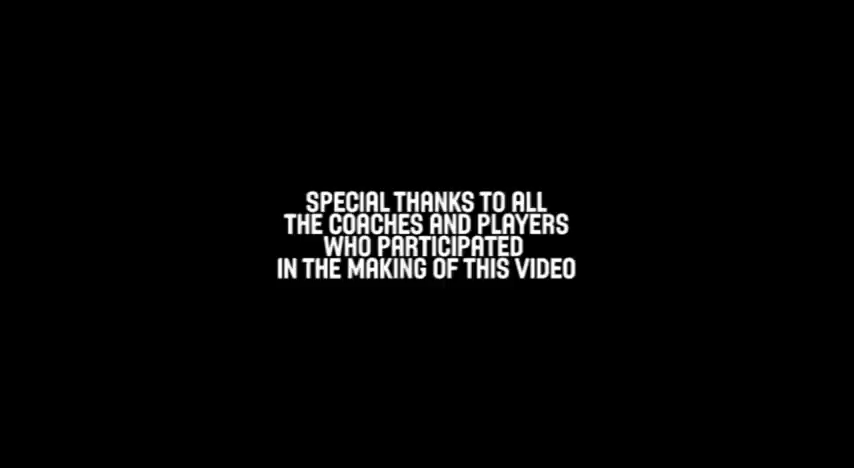 SPECIAL THANKS TO ALL
THE COACHES AND PLAYERS
WHO PARTICIPATED
IN THE MAKING OF THIS VIDEO